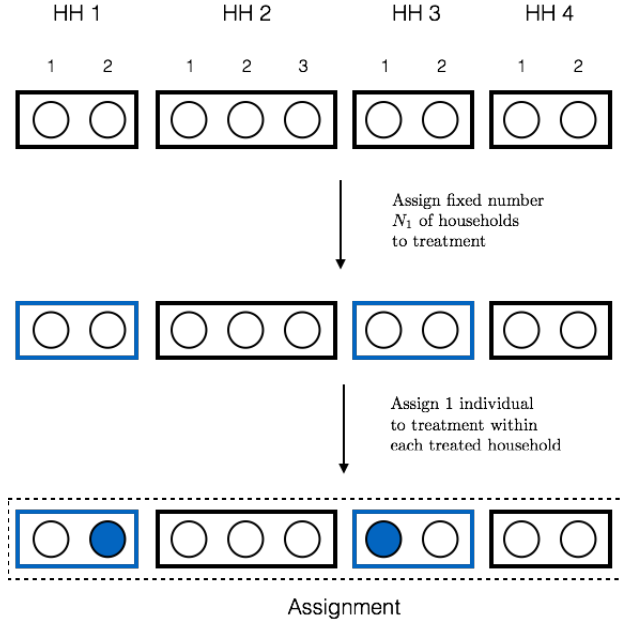 HH 1 HH 2 HH 3 HH 4
1 2 1 2 3 1 2 1 2
Assign fixed number
N₁ of households
to treatment
Assign 1 individual
to treatment within
each treated household
Assignment